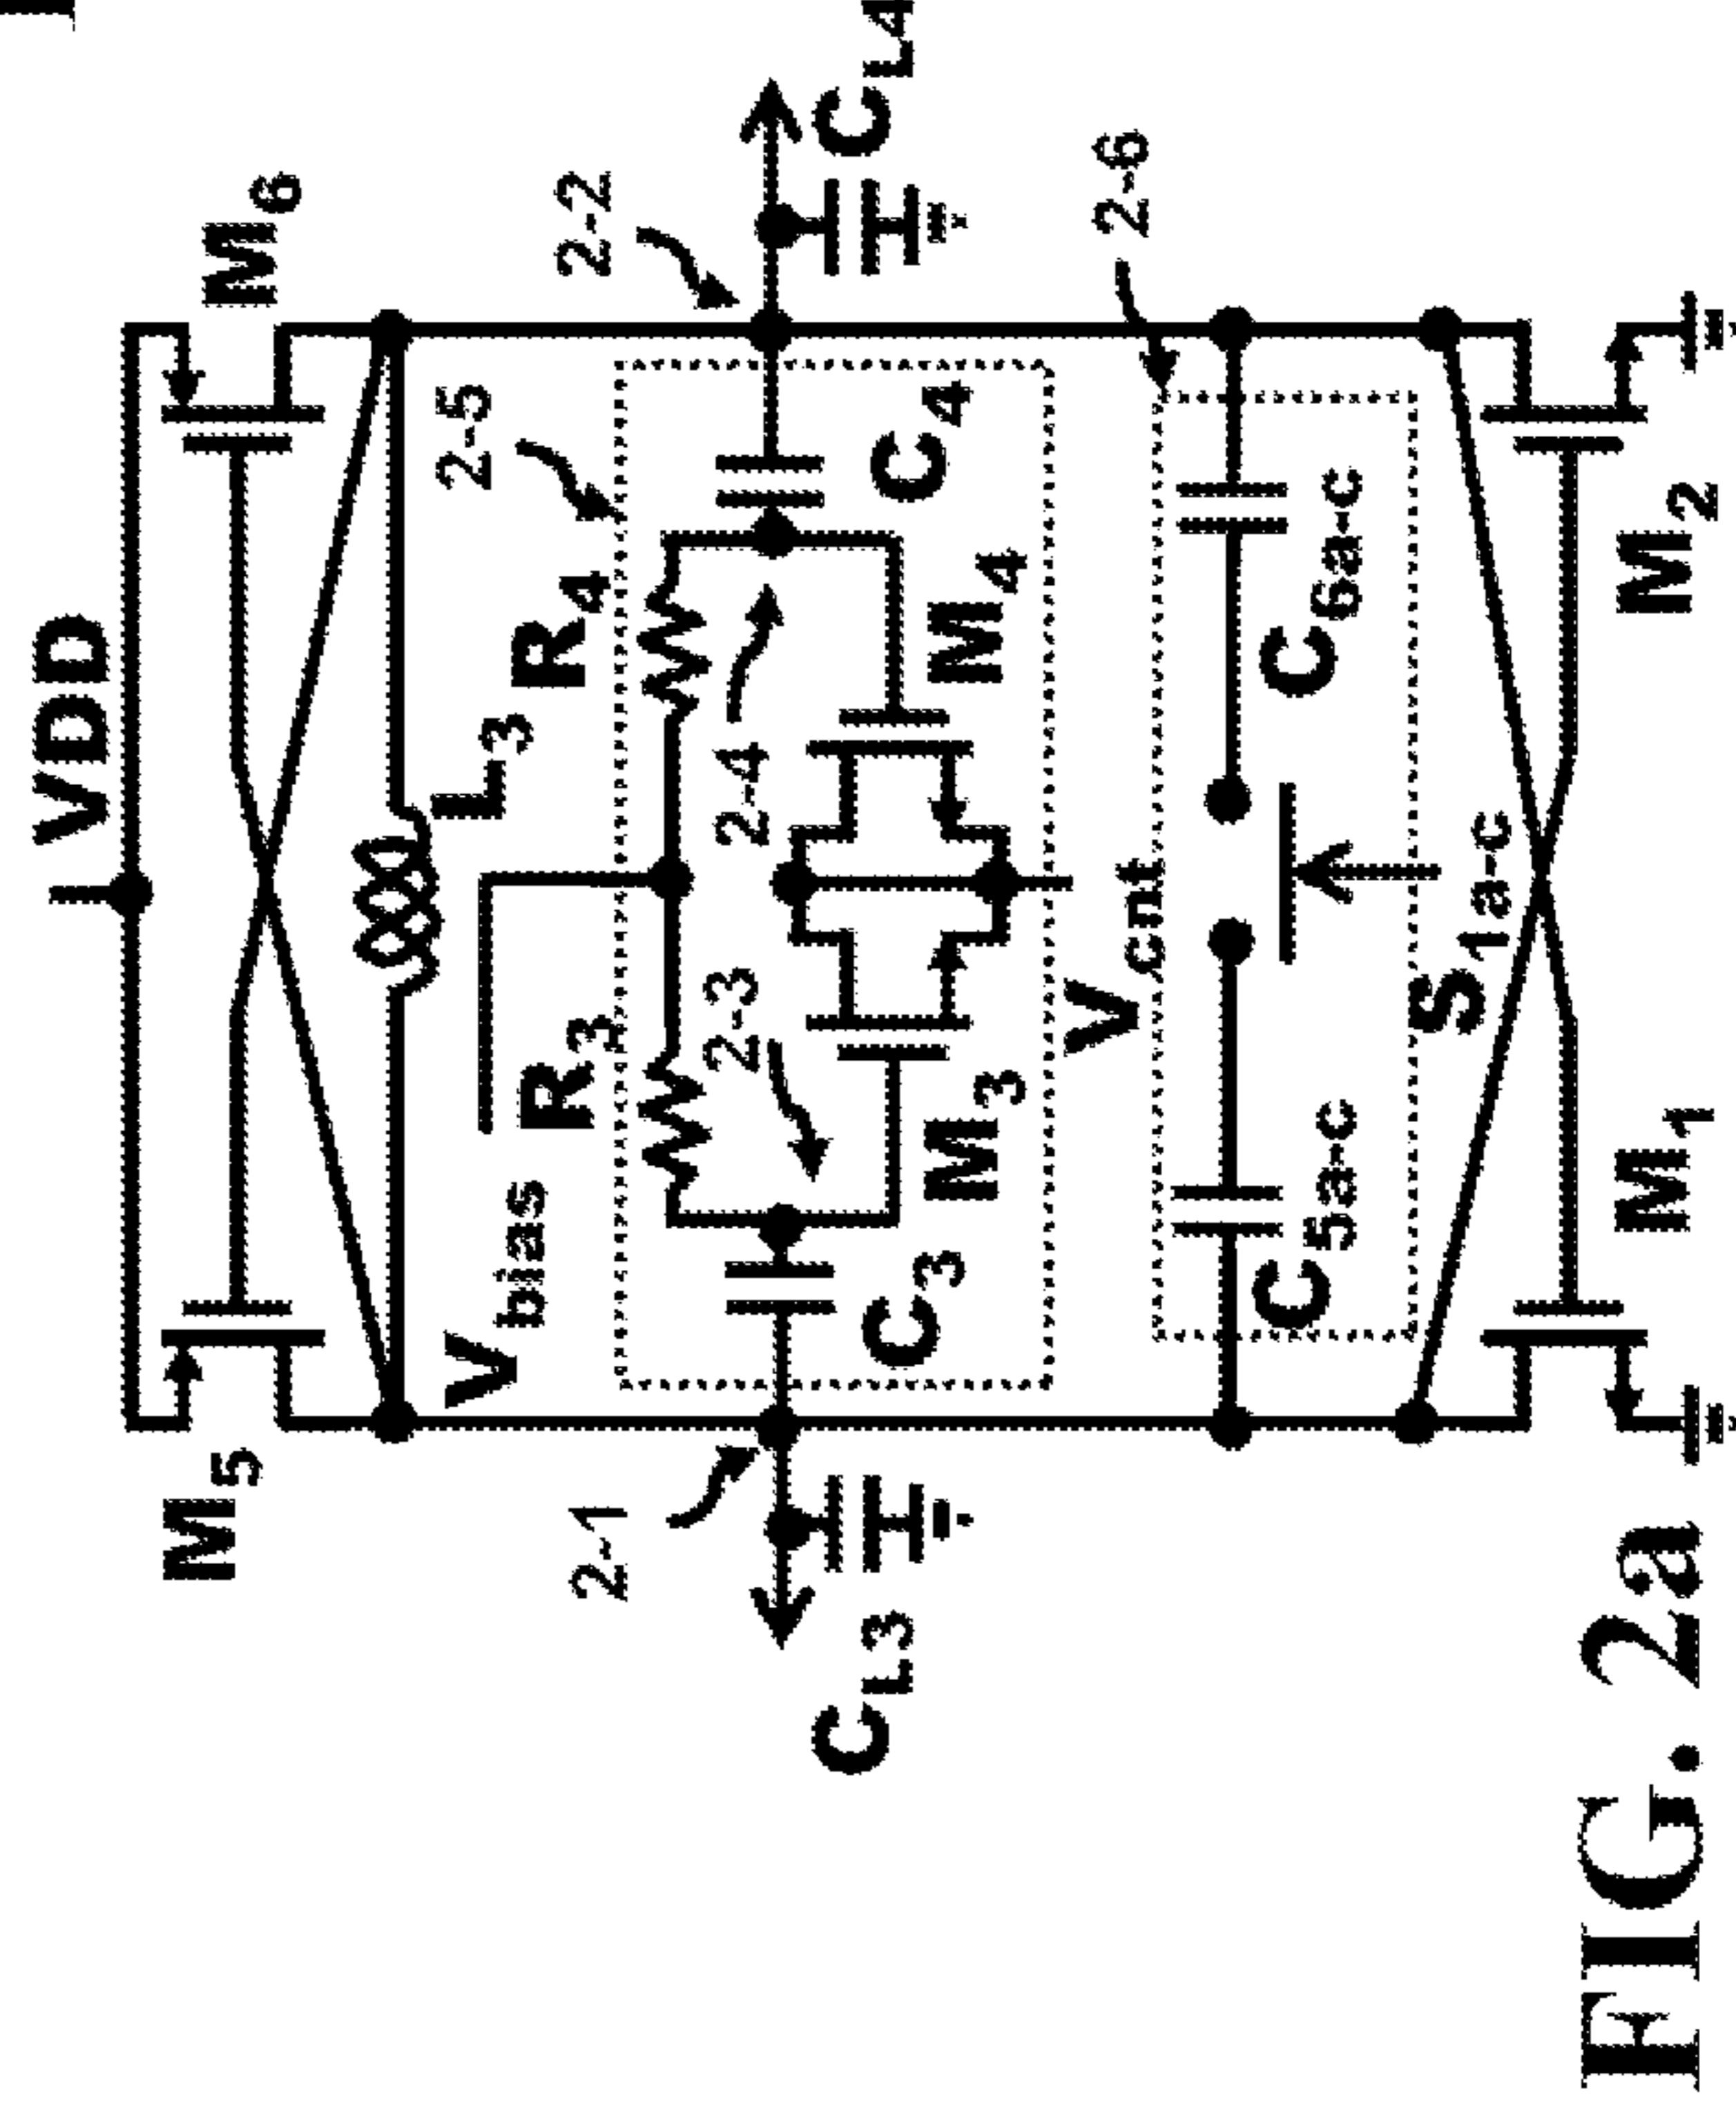 VDD
M5
M6
L3
2-5
Vbias
R3
R4
2-1
2-22
2-3
2-4
C3
C4
CL3
CL4
M3
M4
Vcnt
2-6
C5a-c
C6a-c
S1a-c
M1
M2
FIG. 2a